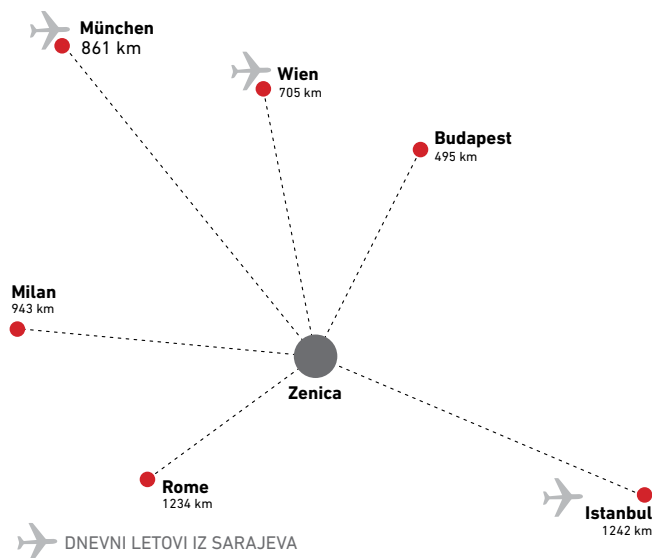 München
861 km
Wien
705 km
Budapest
495 km
Milan
943 km
Zenica
Rome
1234 km
Istanbul
1242 km
DNEVNI LETOVI IZ SARAJEVA